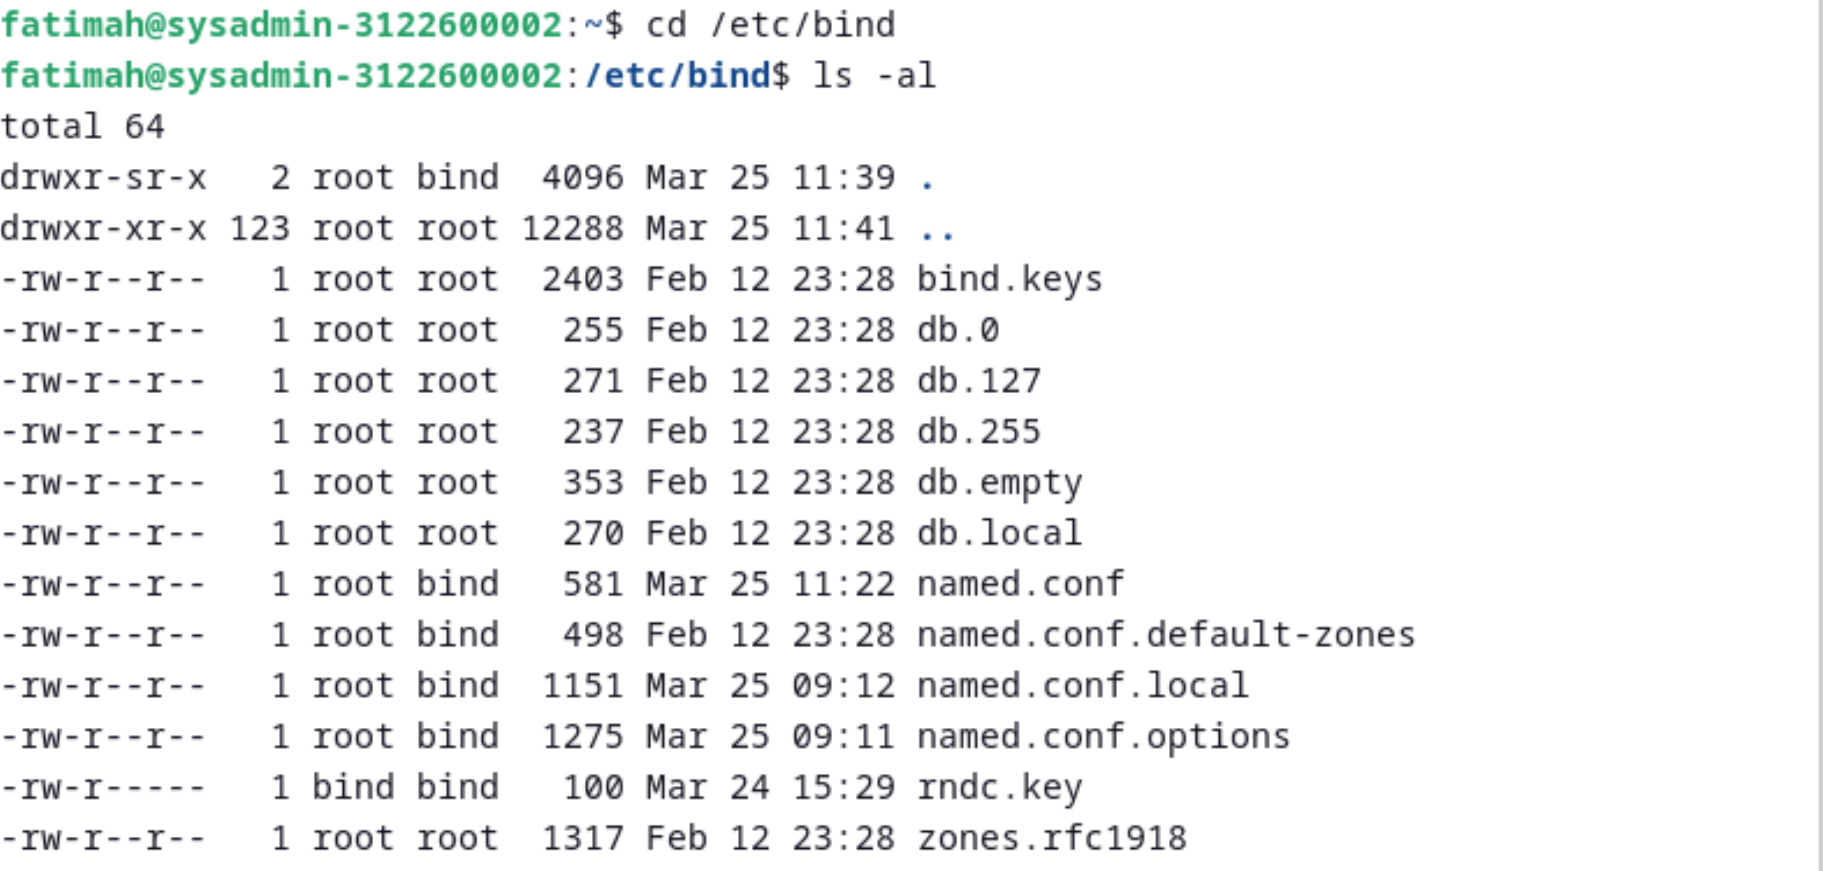 fatimah@sysadmin-3122600002:~$ cd /etc/bind
fatimah@sysadmin-3122600002:/etc/bind$ ls -al
total 64
drwxr-sr-x   2 root bind  4096 Mar 25 11:39 .
drwxr-xr-x 123 root root 12288 Mar 25 11:41 ..
-rw-r--r--   1 root root  2403 Feb 12 23:28 bind.keys
-rw-r--r--   1 root root   255 Feb 12 23:28 db.0
-rw-r--r--   1 root root   271 Feb 12 23:28 db.127
-rw-r--r--   1 root root   237 Feb 12 23:28 db.255
-rw-r--r--   1 root root   353 Feb 12 23:28 db.empty
-rw-r--r--   1 root root   270 Feb 12 23:28 db.local
-rw-r--r--   1 root bind   581 Mar 25 11:22 named.conf
-rw-r--r--   1 root bind   498 Feb 12 23:28 named.conf.default-zones
-rw-r--r--   1 root bind  1151 Mar 25 09:12 named.conf.local
-rw-r--r--   1 root bind  1275 Mar 25 09:11 named.conf.options
-rw-r-----   1 bind bind   100 Mar 24 15:29 rndc.key
-rw-r--r--   1 root root  1317 Feb 12 23:28 zones.rfc1918